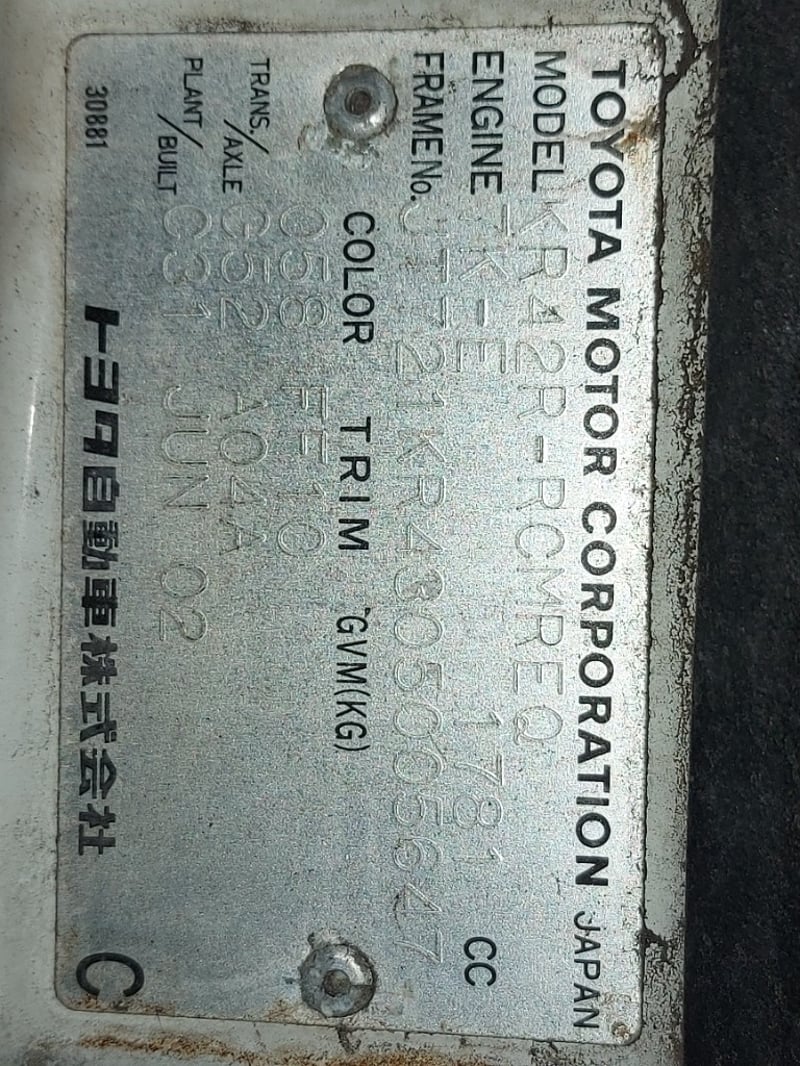 TOYOTA MOTOR CORPORATION JAPAN
MODEL KR42R-RCMREQ
ENGINE 7K-E 1781 CC
FRAME No. JT721KR4305005647
COLOR TRIM GVM(KG)
058
TRANS./AXLE G52 A04A
PLANT/BUILT C31 JUN 02
30881 トヨタ自動車株式会社 C